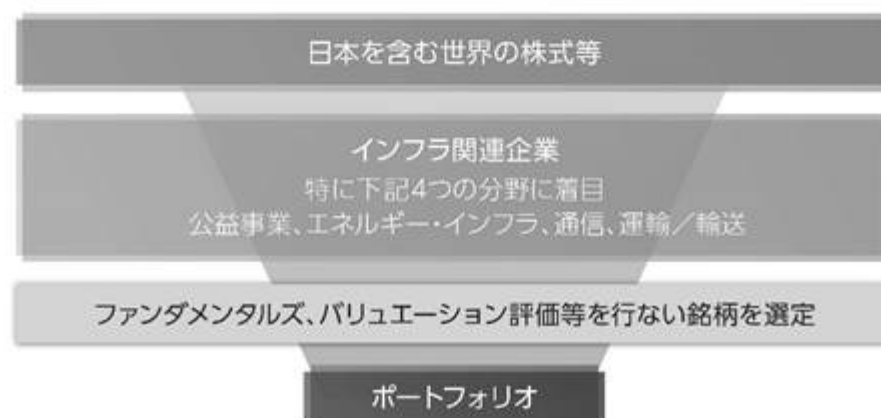 日本を含む世界の株式等
インフラ関連企業
特に下記4つの分野に着目
公益事業、エネルギー・インフラ、通信、運輸／輸送
ファンダメンタルズ、バリュエーション評価等を行ない銘柄を選定
ポートフォリオ